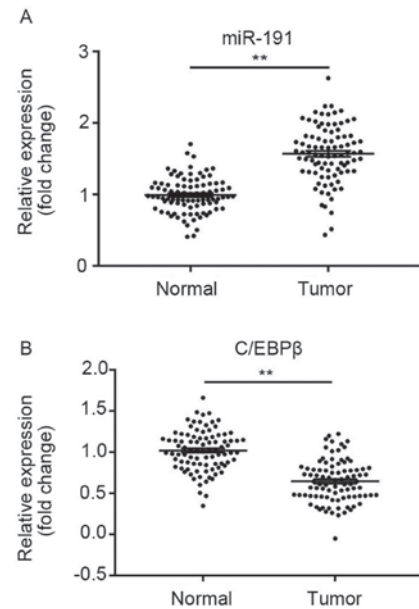 A
miR-191
**
Relative expression
(fold change)
3
2
1
0
Normal Tumor
B
C/EBPβ
**
Relative expression
(fold change)
2.0
1.5
1.0
0.5
0.0
-0.5
Normal Tumor